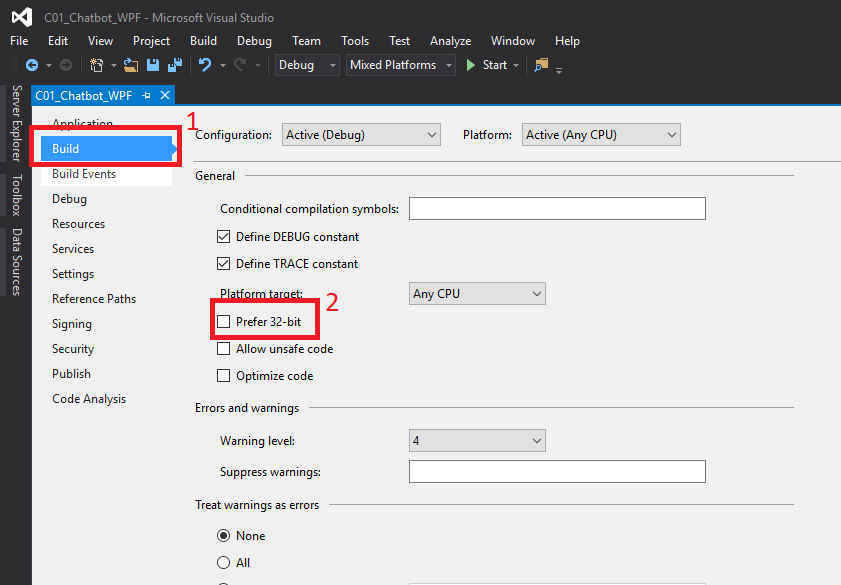 C01_Chatbot_WPF - Microsoft Visual Studio
File Edit View Project Build Debug Team Tools Test Analyze Window Help
Debug Mixed Platforms Start
C01_Chatbot_WPF
Server Explorer
Toolbox
Data Sources
Application
1
Build
Build Events
Debug
Resources
Services
Settings
Reference Paths
Signing
Security
Publish
Code Analysis
Configuration: Active (Debug) Platform: Active (Any CPU)
General
Conditional compilation symbols:
Define DEBUG constant
Define TRACE constant
Platform target: Any CPU
2
Prefer 32-bit
Allow unsafe code
Optimize code
Errors and warnings
Warning level: 4
Suppress warnings:
Treat warnings as errors
None
All